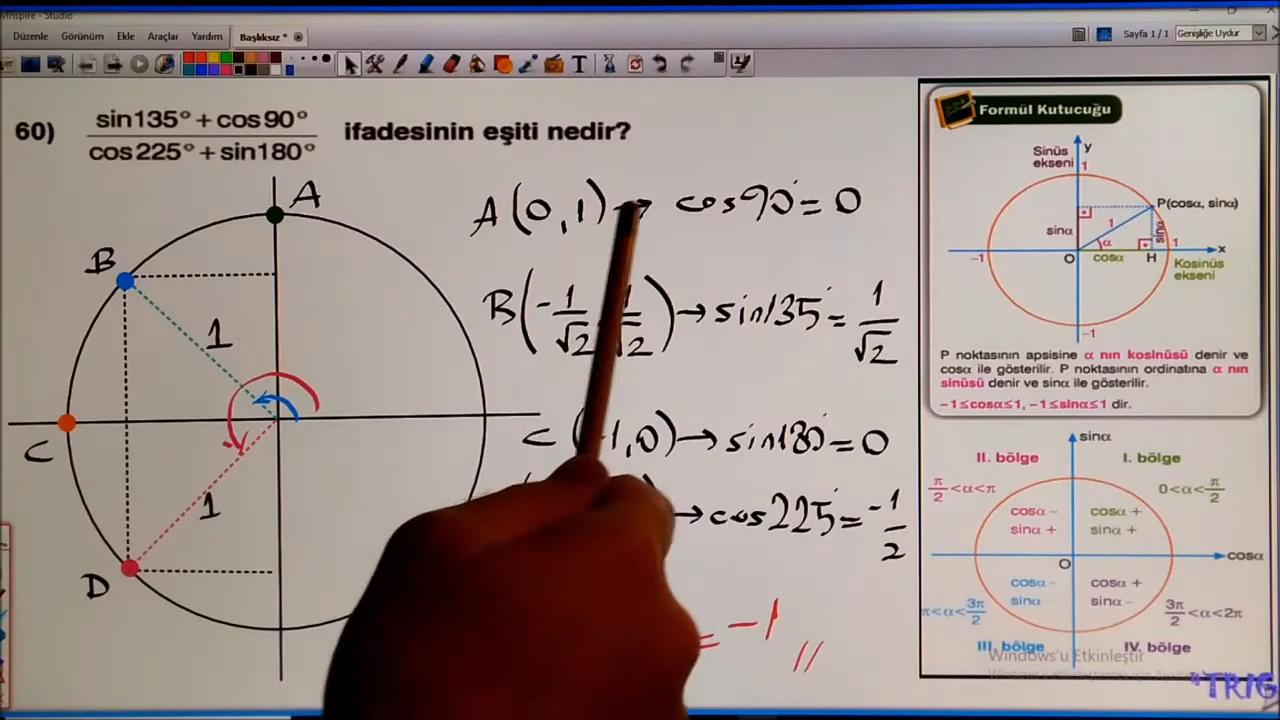 Mnspire - Studio
Düzenle Görünüm Ekle Araçlar Yardım Başlıksız *
Sayfa 1 / 1 Genişliğe Uydur
60) sin135° + cos90°
cos225° + sin180°
ifadesinin eşiti nedir?
A
B
1
C
D
1
A(0,1) → cos90° = 0
→ sin135° = 1/√2
B(-1/√2
,0) → sin180° = 0
C
→ cos225° = -1/2
= -1 //
Formül Kutucuğu
Sinüs
ekseni
y
1
P(cosα, sinα)
sinα
1
sinα
α
-1
O
cosα
H
1
x
Kosinüs
ekseni
-1
P noktasının apsisine α nın kosinüsü denir ve
cosα ile gösterilir. P noktasının ordinatına α nın
sinüsü denir ve sinα ile gösterilir.
-1≤cosα≤1, -1≤sinα≤1 dir.
sinα
II. bölge
I. bölge
π/2<α<π
0<α<π/2
cosα -
sinα +
cosα +
sinα +
O
cosα
cosα -
sinα -
cosα +
sinα -
π<α<3π/2
3π/2<α<2π
III. bölge
IV. bölge
Windows'u Etkinleştir
"TRIG